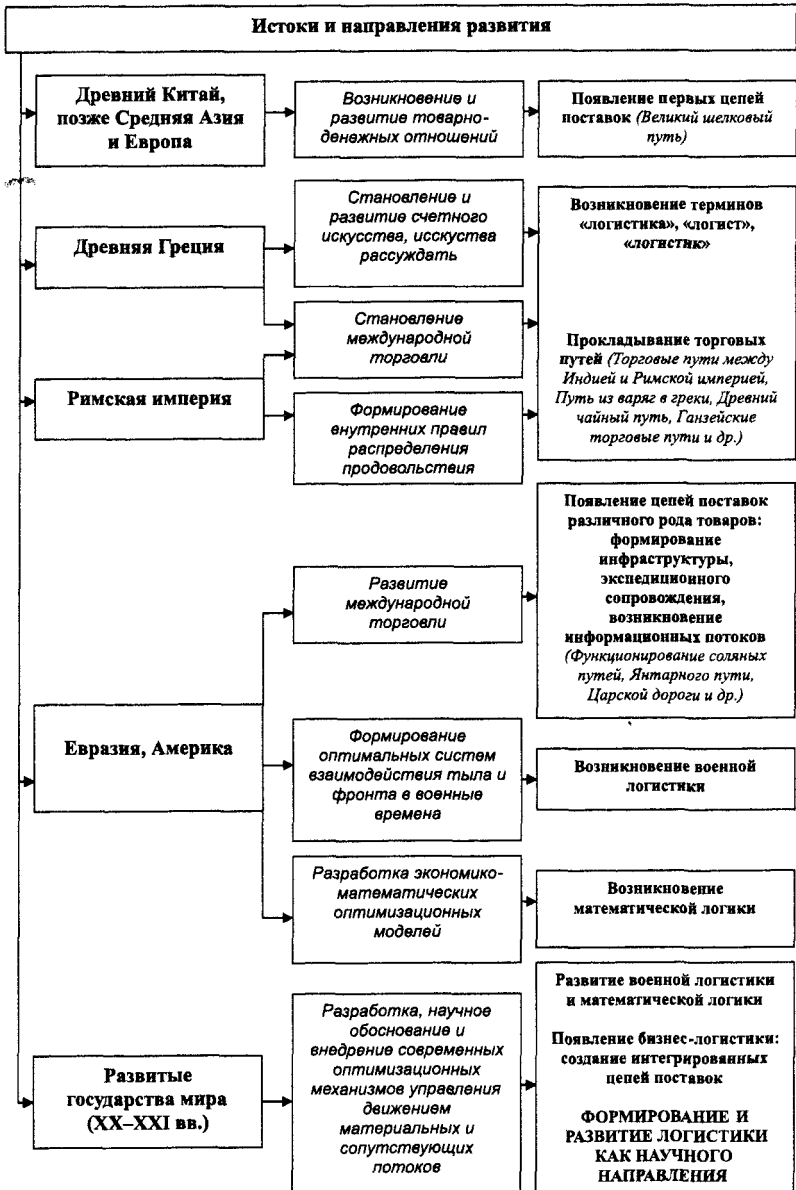 Истоки и направления развития
Древний Китай,
позже Средняя Азия
и Европа
Возникновение и
развитие товарно-
денежных отношений
Появление первых цепей
поставок (Великий шелковый
путь)
Древняя Греция
Становление и
развитие счетного
искусства, исскуства
рассуждать
Возникновение терминов
«логистика», «логист»,
«логистик»
Становление
международной
торговли
Прокладывание торговых
путей (Торговые пути между
Индией и Римской империей,
Путь из варяг в греки, Древний
чайный путь, Ганзейские
торговые пути и др.)
Римская империя
Формирование
внутренних правил
распределения
продовольствия
Евразия, Америка
Развитие
международной
торговли
Появление цепей поставок
различного рода товаров:
формирование
инфраструктуры,
экспедиционного
сопровождения,
возникновение
информационных потоков
(Функционирование соляных
путей, Янтарного пути,
Царской дороги и др.)
Формирование
оптимальных систем
взаимодействия тыла и
фронта в военные
времена
Возникновение военной
логистики
Разработка экономико-
математических
оптимизационных
моделей
Возникновение
математической логики
Развитые
государства мира
(XX–XXI вв.)
Разработка, научное
обоснование и
внедрение современных
оптимизационных
механизмов управления
движением
материальных и
сопутствующих
потоков
Развитие военной логистики
и математической логики
Появление бизнес-логистики:
создание интегрированных
цепей поставок
ФОРМИРОВАНИЕ И
РАЗВИТИЕ ЛОГИСТИКИ
КАК НАУЧНОГО
НАПРАВЛЕНИЯ